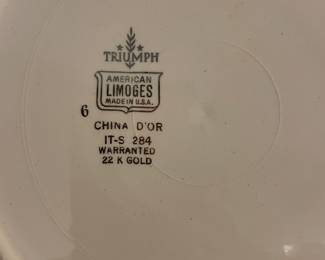 TRIUMPH
AMERICAN
LIMOGES
MADE IN U.S.A.
6
CHINA D'OR
IT-S 284
WARRANTED
22 K GOLD